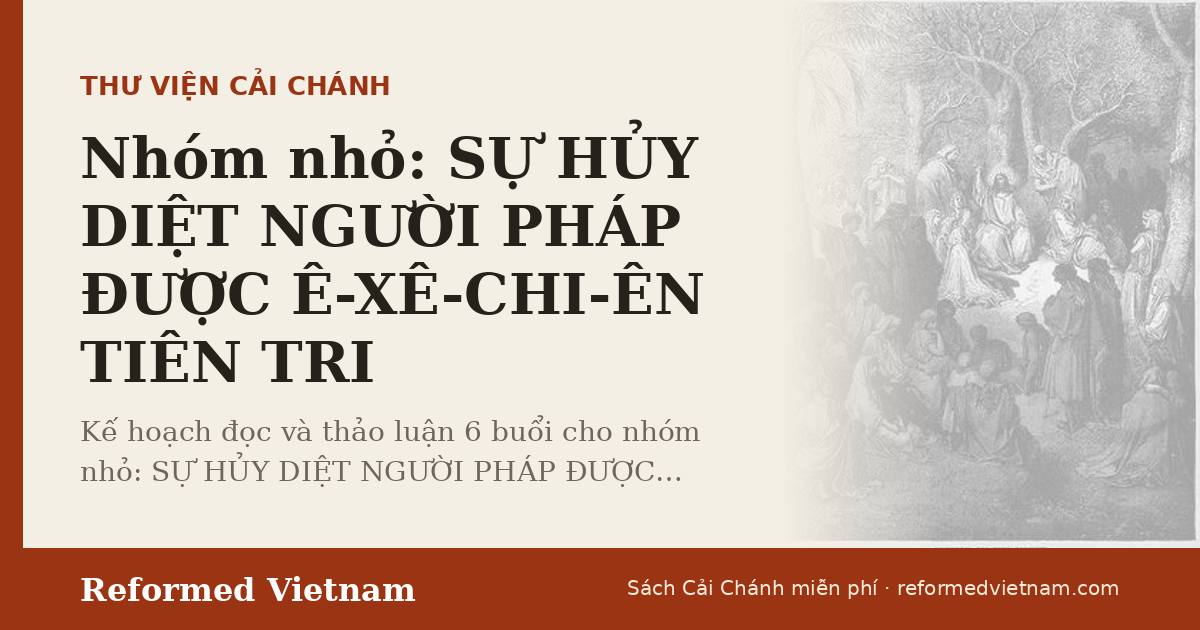 THƯ VIỆN CẢI CHÁNH
Nhóm nhỏ: SỰ HỦY
DIỆT NGƯỜI PHÁP
ĐƯỢC Ê-XÊ-CHI-ÊN
TIÊN TRI
Kế hoạch đọc và thảo luận 6 buổi cho nhóm
nhỏ: SỰ HỦY DIỆT NGƯỜI PHÁP ĐƯỢC...
Reformed Vietnam
Sách Cải Chánh miễn phí · reformedvietnam.com